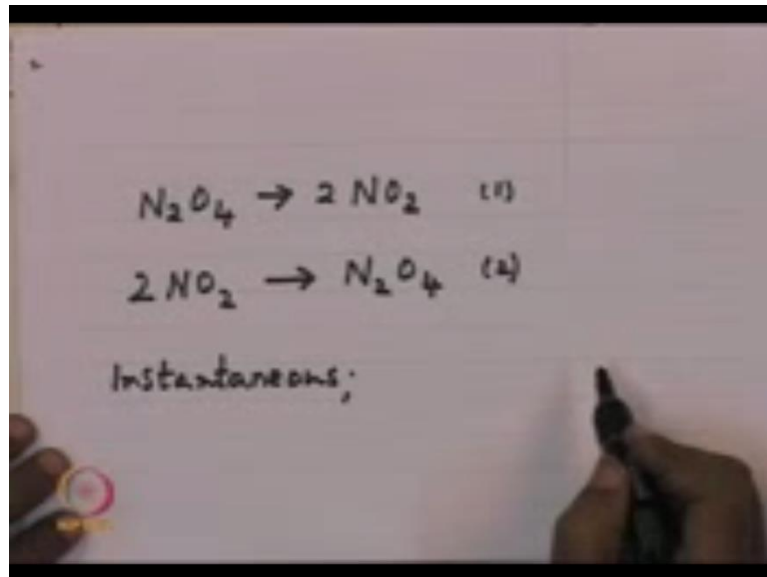 N₂O₄ → 2 NO₂ (1)
2 NO₂ → N₂O₄ (2)
Instantaneous;